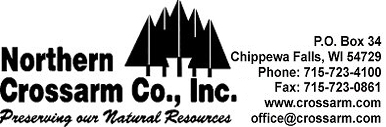 Northern
Crossarm Co., Inc.
Preserving our Natural Resources
P.O. Box 34
Chippewa Falls, WI 54729
Phone: 715-723-4100
Fax: 715-723-0861
www.crossarm.com
office@crossarm.com